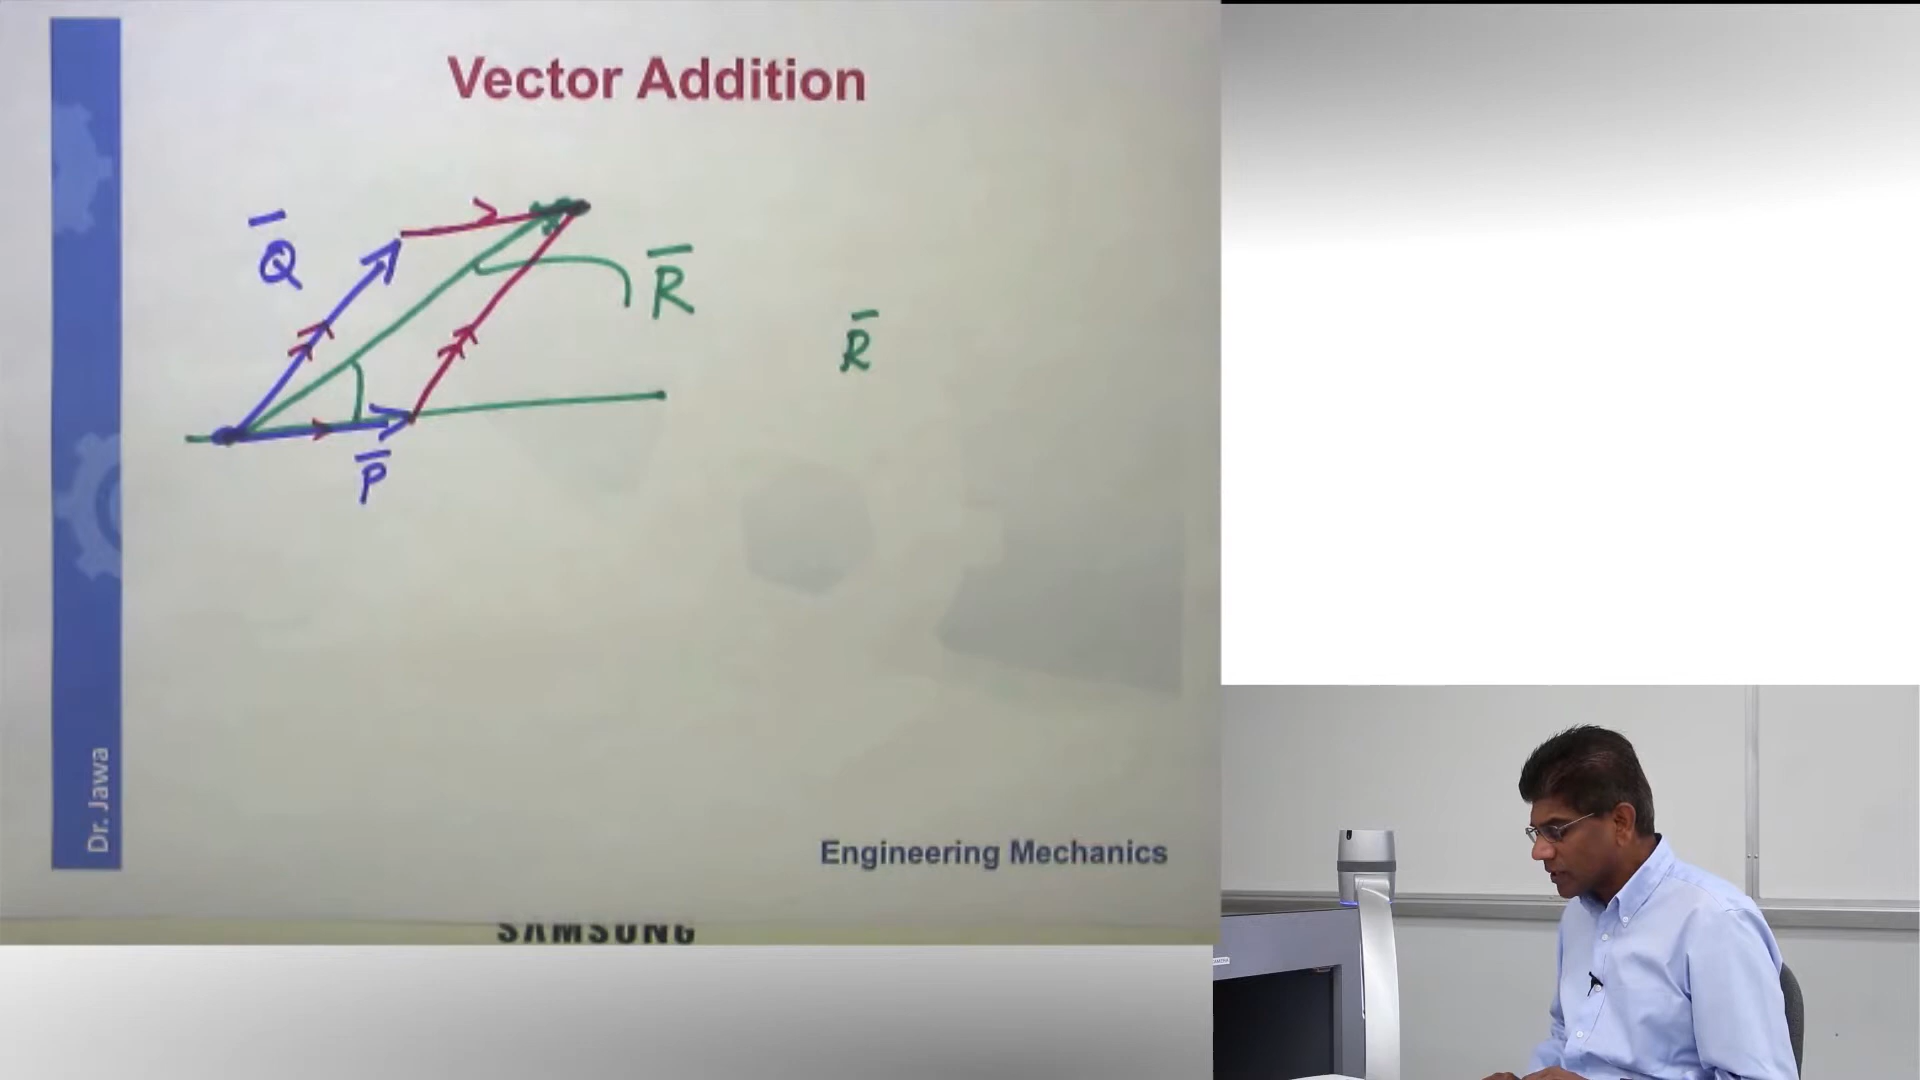 Vector Addition
Q̅
R̅
R̅
P̅
Dr. Jawa
Engineering Mechanics
SAMSUNG